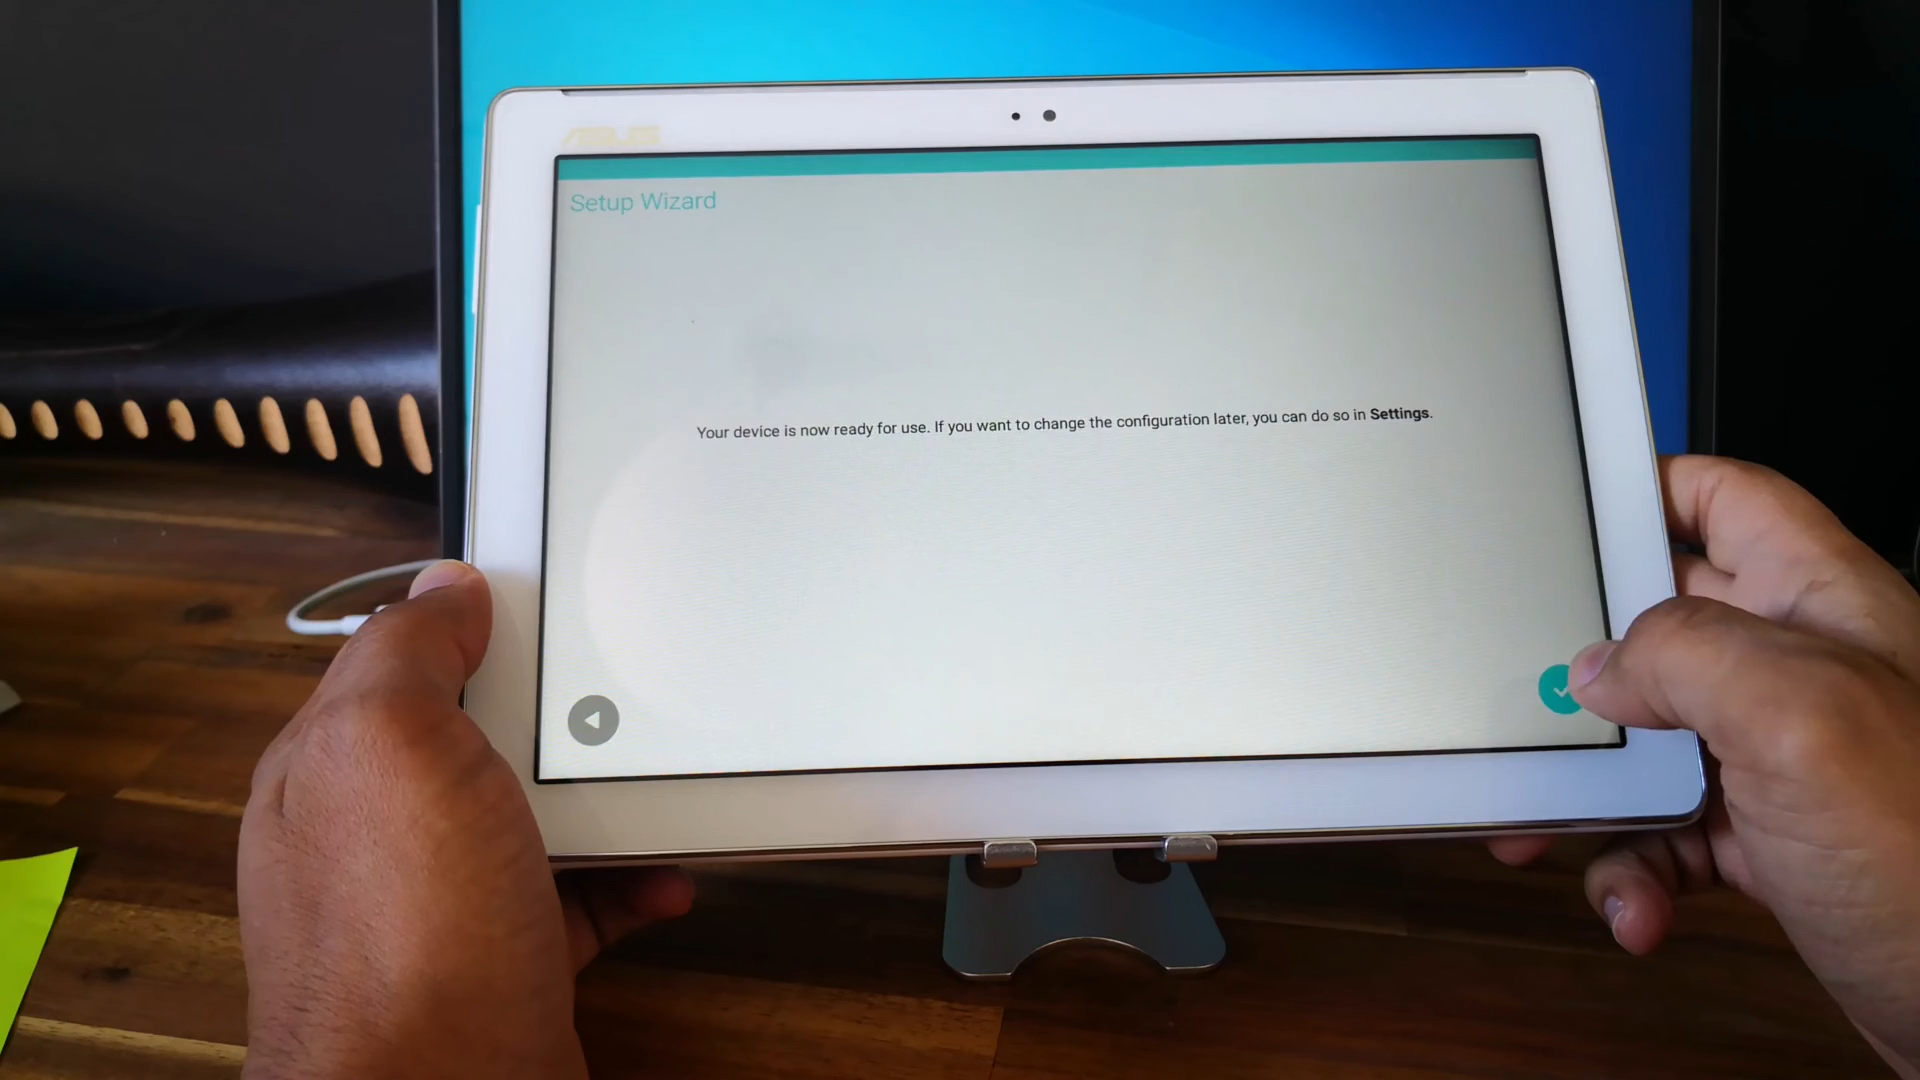 ASUS
Setup Wizard
Your device is now ready for use. If you want to change the configuration later, you can do so in Settings.